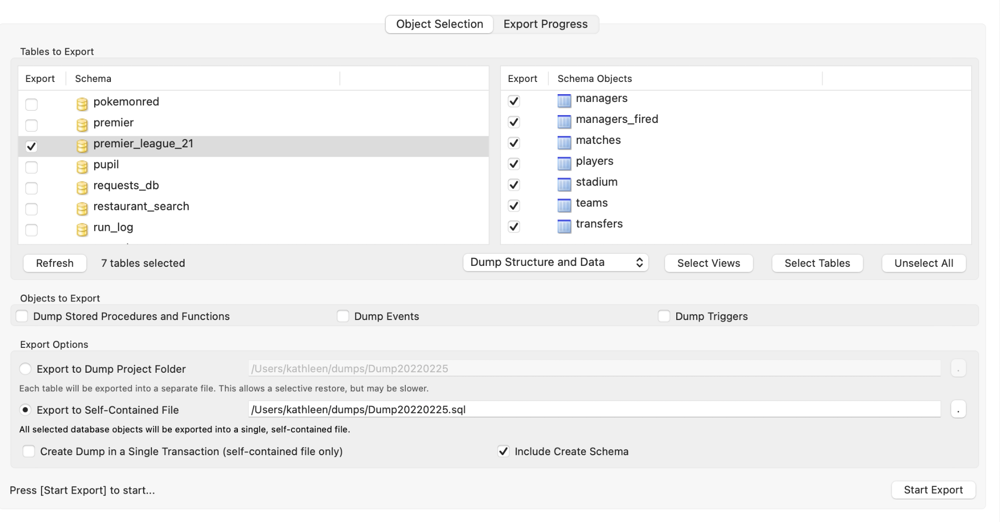 Object Selection Export Progress
Tables to Export
Export Schema
pokemonred
premier
premier_league_21
pupil
requests_db
restaurant_search
run_log
Export Schema Objects
managers
managers_fired
matches
players
stadium
teams
transfers
Refresh 7 tables selected Dump Structure and Data Select Views Select Tables Unselect All
Objects to Export
Dump Stored Procedures and Functions Dump Events Dump Triggers
Export Options
Export to Dump Project Folder /Users/kathleen/dumps/Dump20220225 .
Each table will be exported into a separate file. This allows a selective restore, but may be slower.
Export to Self-Contained File /Users/kathleen/dumps/Dump20220225.sql .
All selected database objects will be exported into a single, self-contained file.
Create Dump in a Single Transaction (self-contained file only) Include Create Schema
Press [Start Export] to start... Start Export